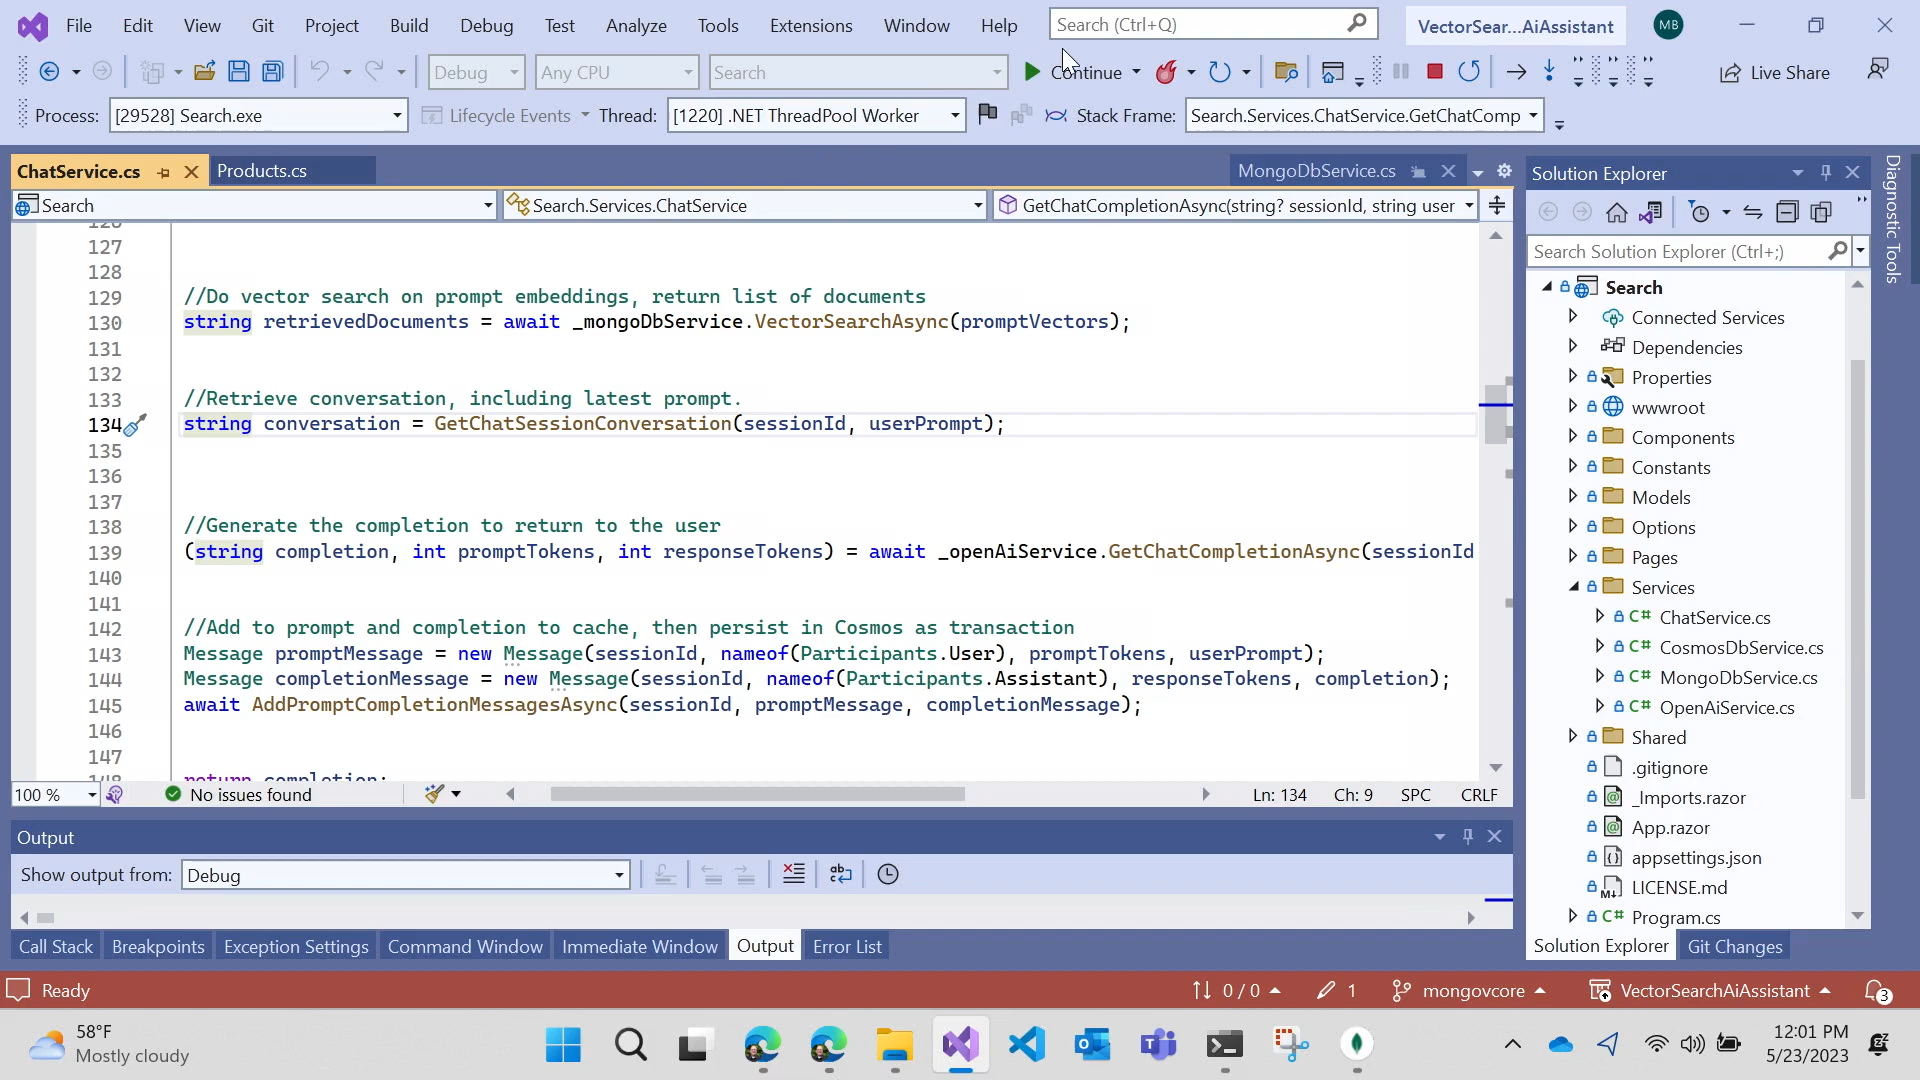 File Edit View Git Project Build Debug Test Analyze Tools Extensions Window Help Search (Ctrl+Q) VectorSear...AiAssistant MB
Debug Any CPU Search Continue Live Share
Process: [29528] Search.exe Lifecycle Events Thread: [1220] .NET ThreadPool Worker Stack Frame: Search.Services.ChatService.GetChatComp
ChatService.cs Products.cs MongoDbService.cs
Search Search.Services.ChatService GetChatCompletionAsync(string? sessionId, string user
127
128
129 //Do vector search on prompt embeddings, return list of documents
130 string retrievedDocuments = await _mongoDbService.VectorSearchAsync(promptVectors);
131
132
133 //Retrieve conversation, including latest prompt.
134 string conversation = GetChatSessionConversation(sessionId, userPrompt);
135
136
137
138 //Generate the completion to return to the user
139 (string completion, int promptTokens, int responseTokens) = await _openAiService.GetChatCompletionAsync(sessionId
140
141
142 //Add to prompt and completion to cache, then persist in Cosmos as transaction
143 Message promptMessage = new Message(sessionId, nameof(Participants.User), promptTokens, userPrompt);
144 Message completionMessage = new Message(sessionId, nameof(Participants.Assistant), responseTokens, completion);
145 await AddPromptCompletionMessagesAsync(sessionId, promptMessage, completionMessage);
146
147
148 return completion;
100 % No issues found Ln: 134 Ch: 9 SPC CRLF
Output
Show output from: Debug
Call Stack Breakpoints Exception Settings Command Window Immediate Window Output Error List
Solution Explorer
Search Solution Explorer (Ctrl+;)
Search
Connected Services
Dependencies
Properties
wwwroot
Components
Constants
Models
Options
Pages
Services
C# ChatService.cs
C# CosmosDbService.cs
C# MongoDbService.cs
C# OpenAiService.cs
Shared
.gitignore
_Imports.razor
App.razor
appsettings.json
LICENSE.md
C# Program.cs
Solution Explorer Git Changes
Diagnostic Tools
Ready 0 / 0 1 mongovcore VectorSearchAiAssistant 3
58°F
Mostly cloudy
12:01 PM
5/23/2023